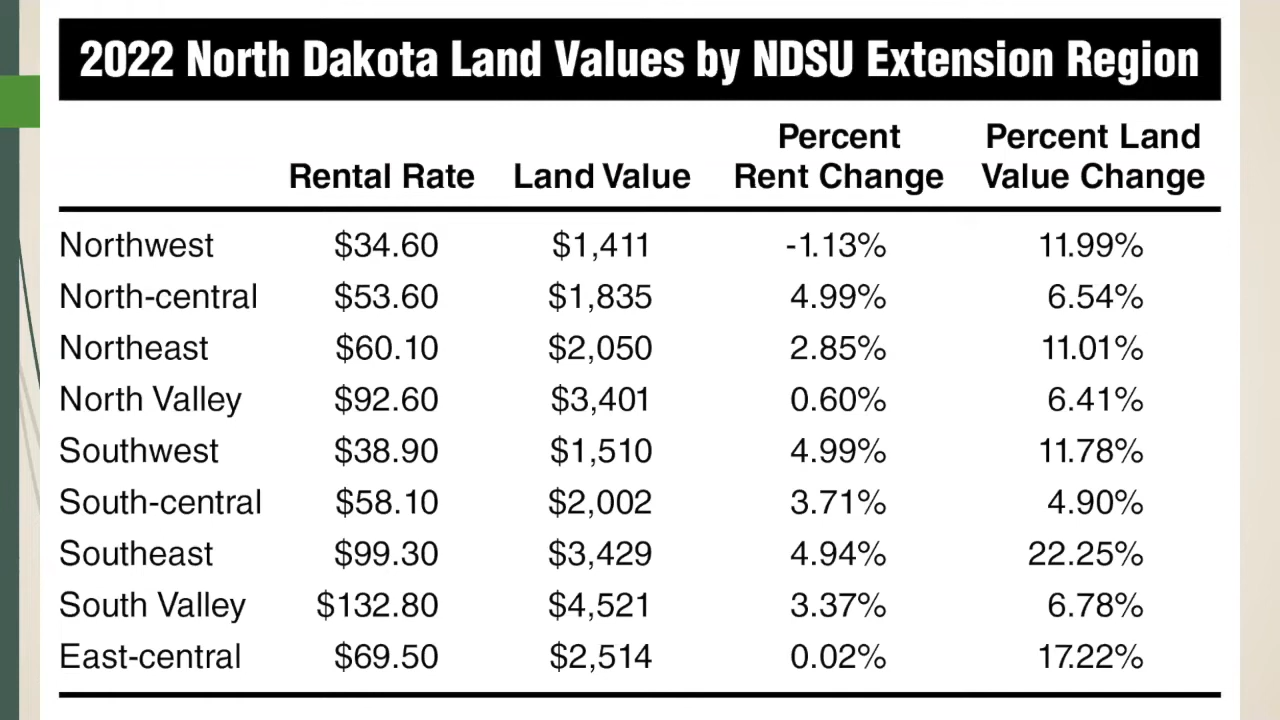 2022 North Dakota Land Values by NDSU Extension Region
Percent Percent Land
Rental Rate Land Value Rent Change Value Change
Northwest $34.60 $1,411 -1.13% 11.99%
North-central $53.60 $1,835 4.99% 6.54%
Northeast $60.10 $2,050 2.85% 11.01%
North Valley $92.60 $3,401 0.60% 6.41%
Southwest $38.90 $1,510 4.99% 11.78%
South-central $58.10 $2,002 3.71% 4.90%
Southeast $99.30 $3,429 4.94% 22.25%
South Valley $132.80 $4,521 3.37% 6.78%
East-central $69.50 $2,514 0.02% 17.22%